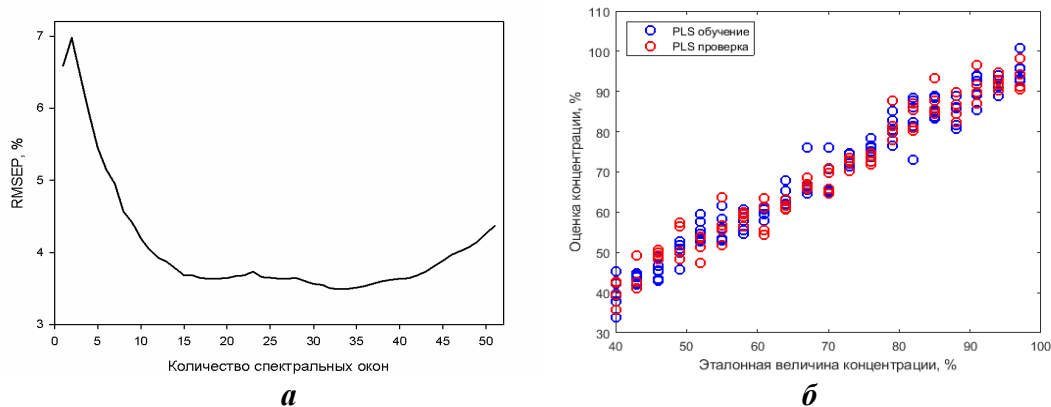 7
6
5
4
3
RMSEP, %
0 5 10 15 20 25 30 35 40 45 50
Количество спектральных окон
а
PLS обучение
PLS проверка
110
100
90
80
70
60
50
40
30
Оценка концентрации, %
40 50 60 70 80 90 100
Эталонная величина концентрации, %
б